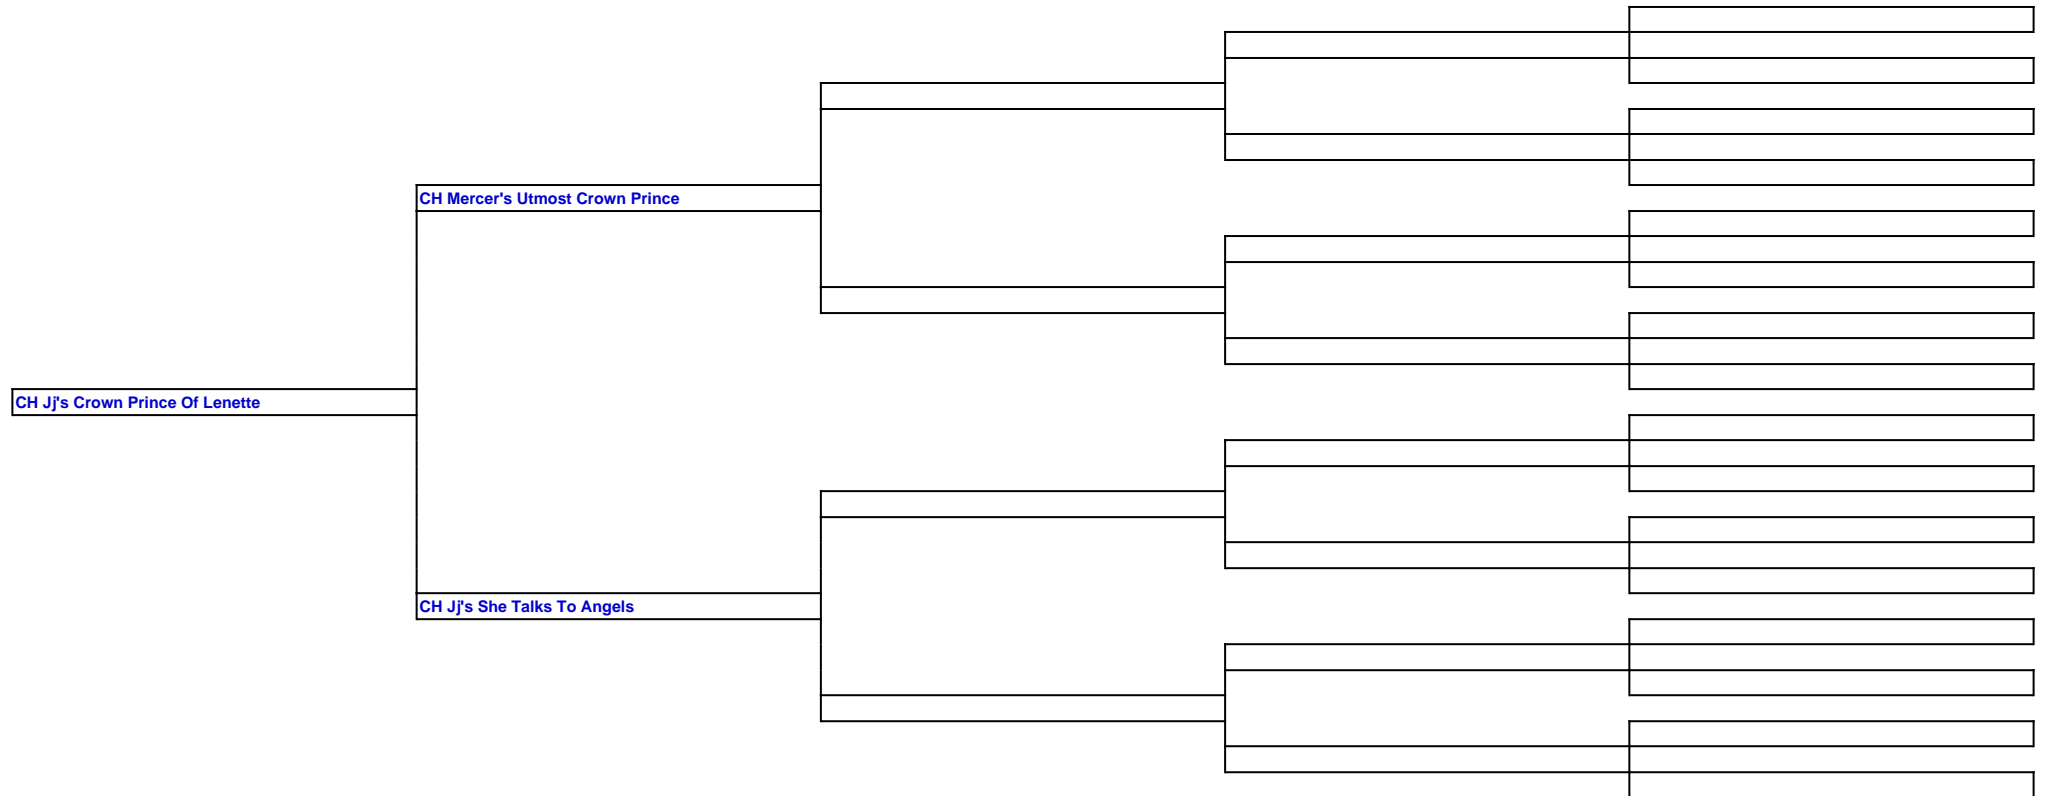 CH Mercer's Utmost Crown Prince
CH Jj's Crown Prince Of Lenette
CH Jj's She Talks To Angels